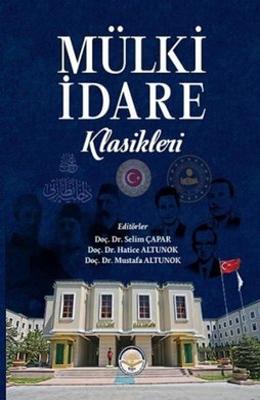 MÜLKİ
İDARE
Klasikleri
Editörler
Doç. Dr. Selim ÇAPAR
Doç. Dr. Hatice ALTUNOK
Doç. Dr. Mustafa ALTUNOK